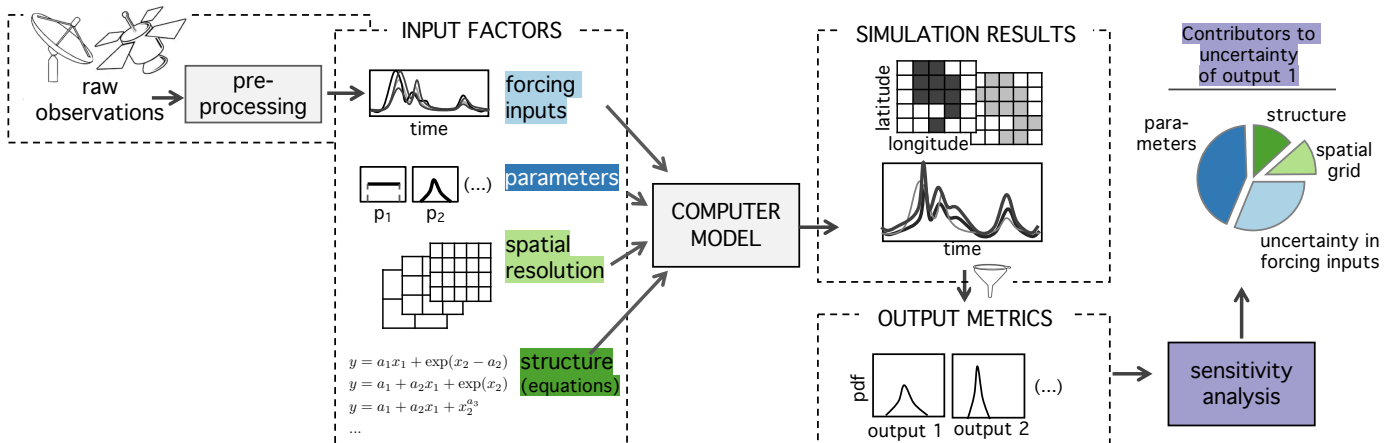 raw
observations
pre-
processing
INPUT FACTORS
time
forcing
inputs
p₁
p₂
(...)
parameters
spatial
resolution
y = a₁x₁ + exp(x₂ − a₂)
y = a₁ + a₂x₁ + exp(x₂)
y = a₁ + a₂x₁ + x₂^{a₃}
...
structure
(equations)
COMPUTER
MODEL
SIMULATION RESULTS
latitude
longitude
time
OUTPUT METRICS
pdf
output 1
output 2
(...)
sensitivity
analysis
Contributors to
uncertainty
of output 1
para-
meters
structure
spatial
grid
uncertainty in
forcing inputs